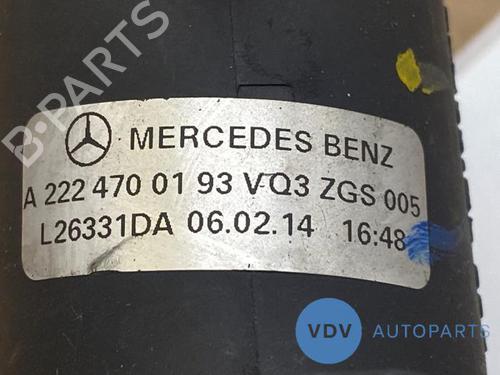 B-PARTS
MERCEDES BENZ
A 222 470 01 93 VQ3 ZGS 005
L26331DA 06.02.14 16:48
VDV AUTOPARTS